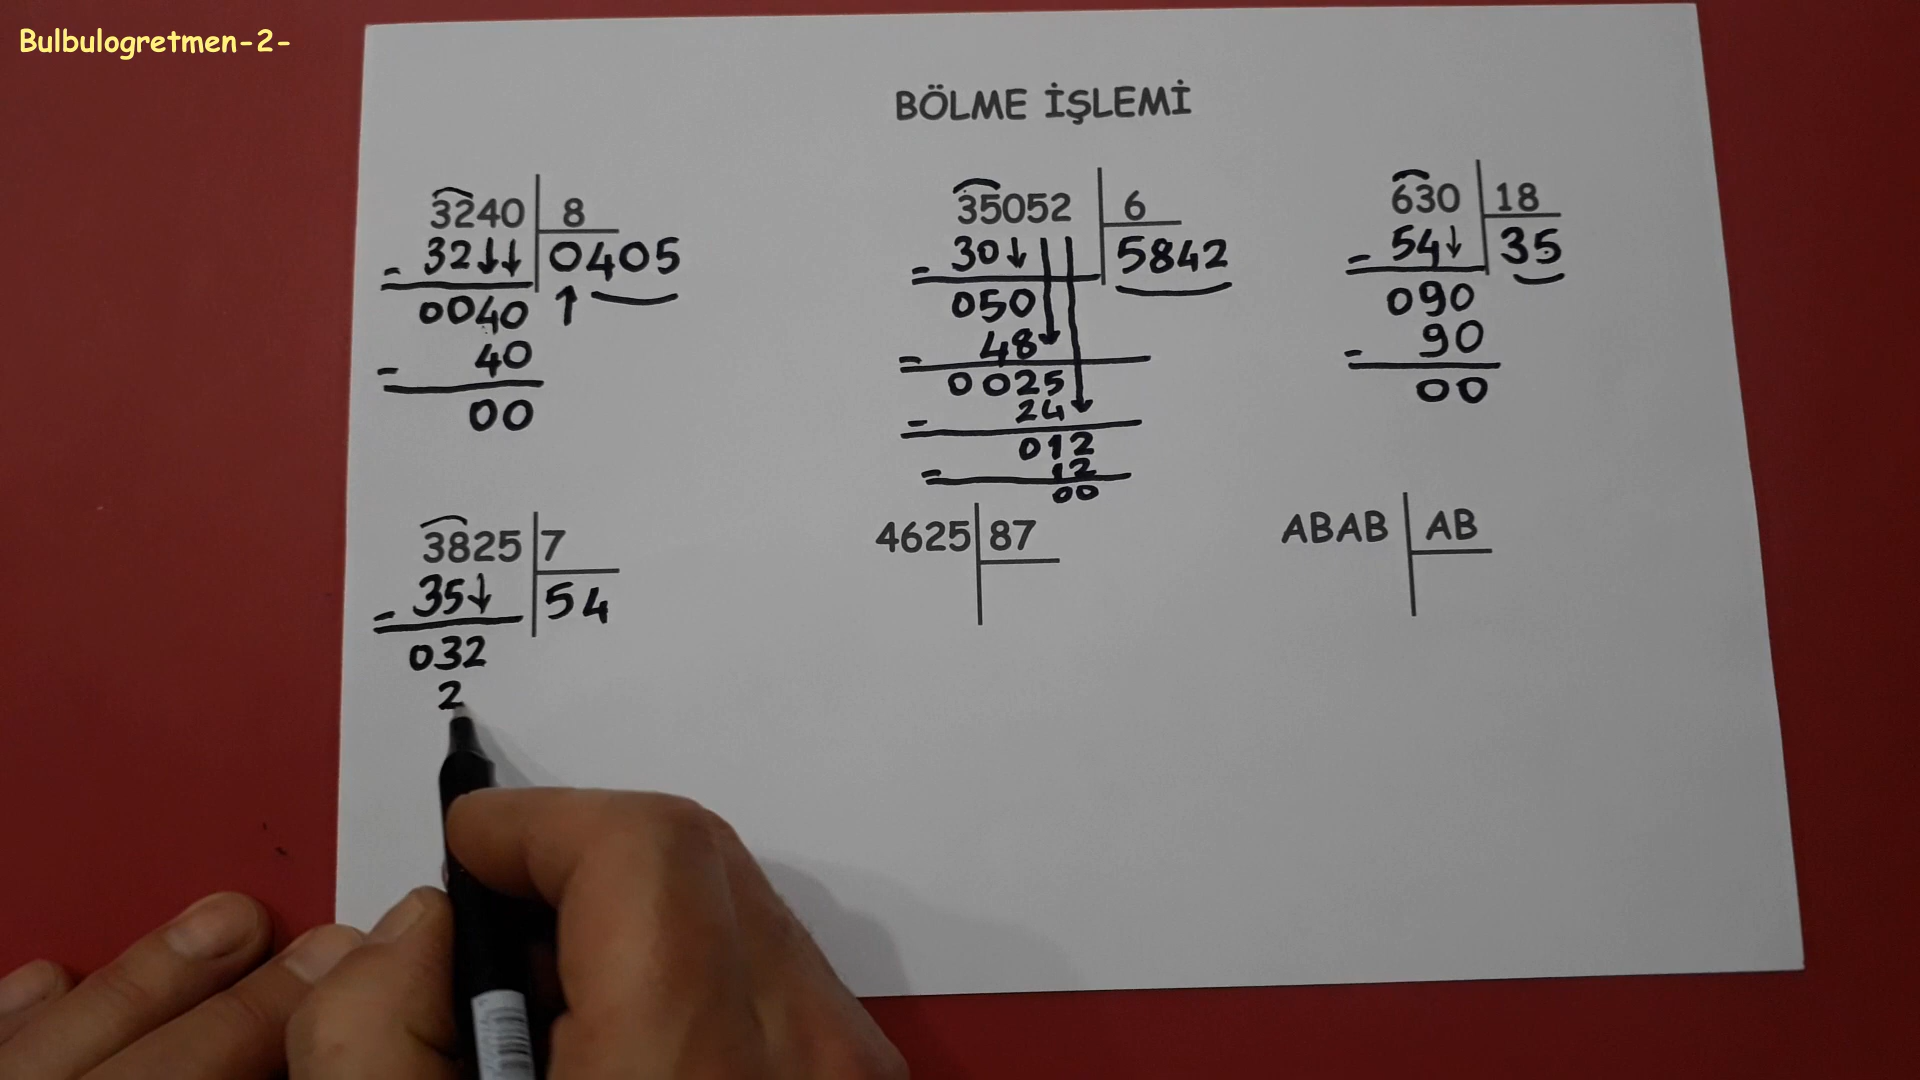 Bulbulogretmen-2-
BÖLME İŞLEMİ
3240 8
- 32↓↓ 0405
0040 ↑
- 40
00
35052 6
- 30↓ 5842
050
- 48
0025
- 24
012
- 12
00
630 18
- 54↓ 35
090
- 90
00
3825 7
- 35↓ 54
032
2
4625 87
ABAB AB